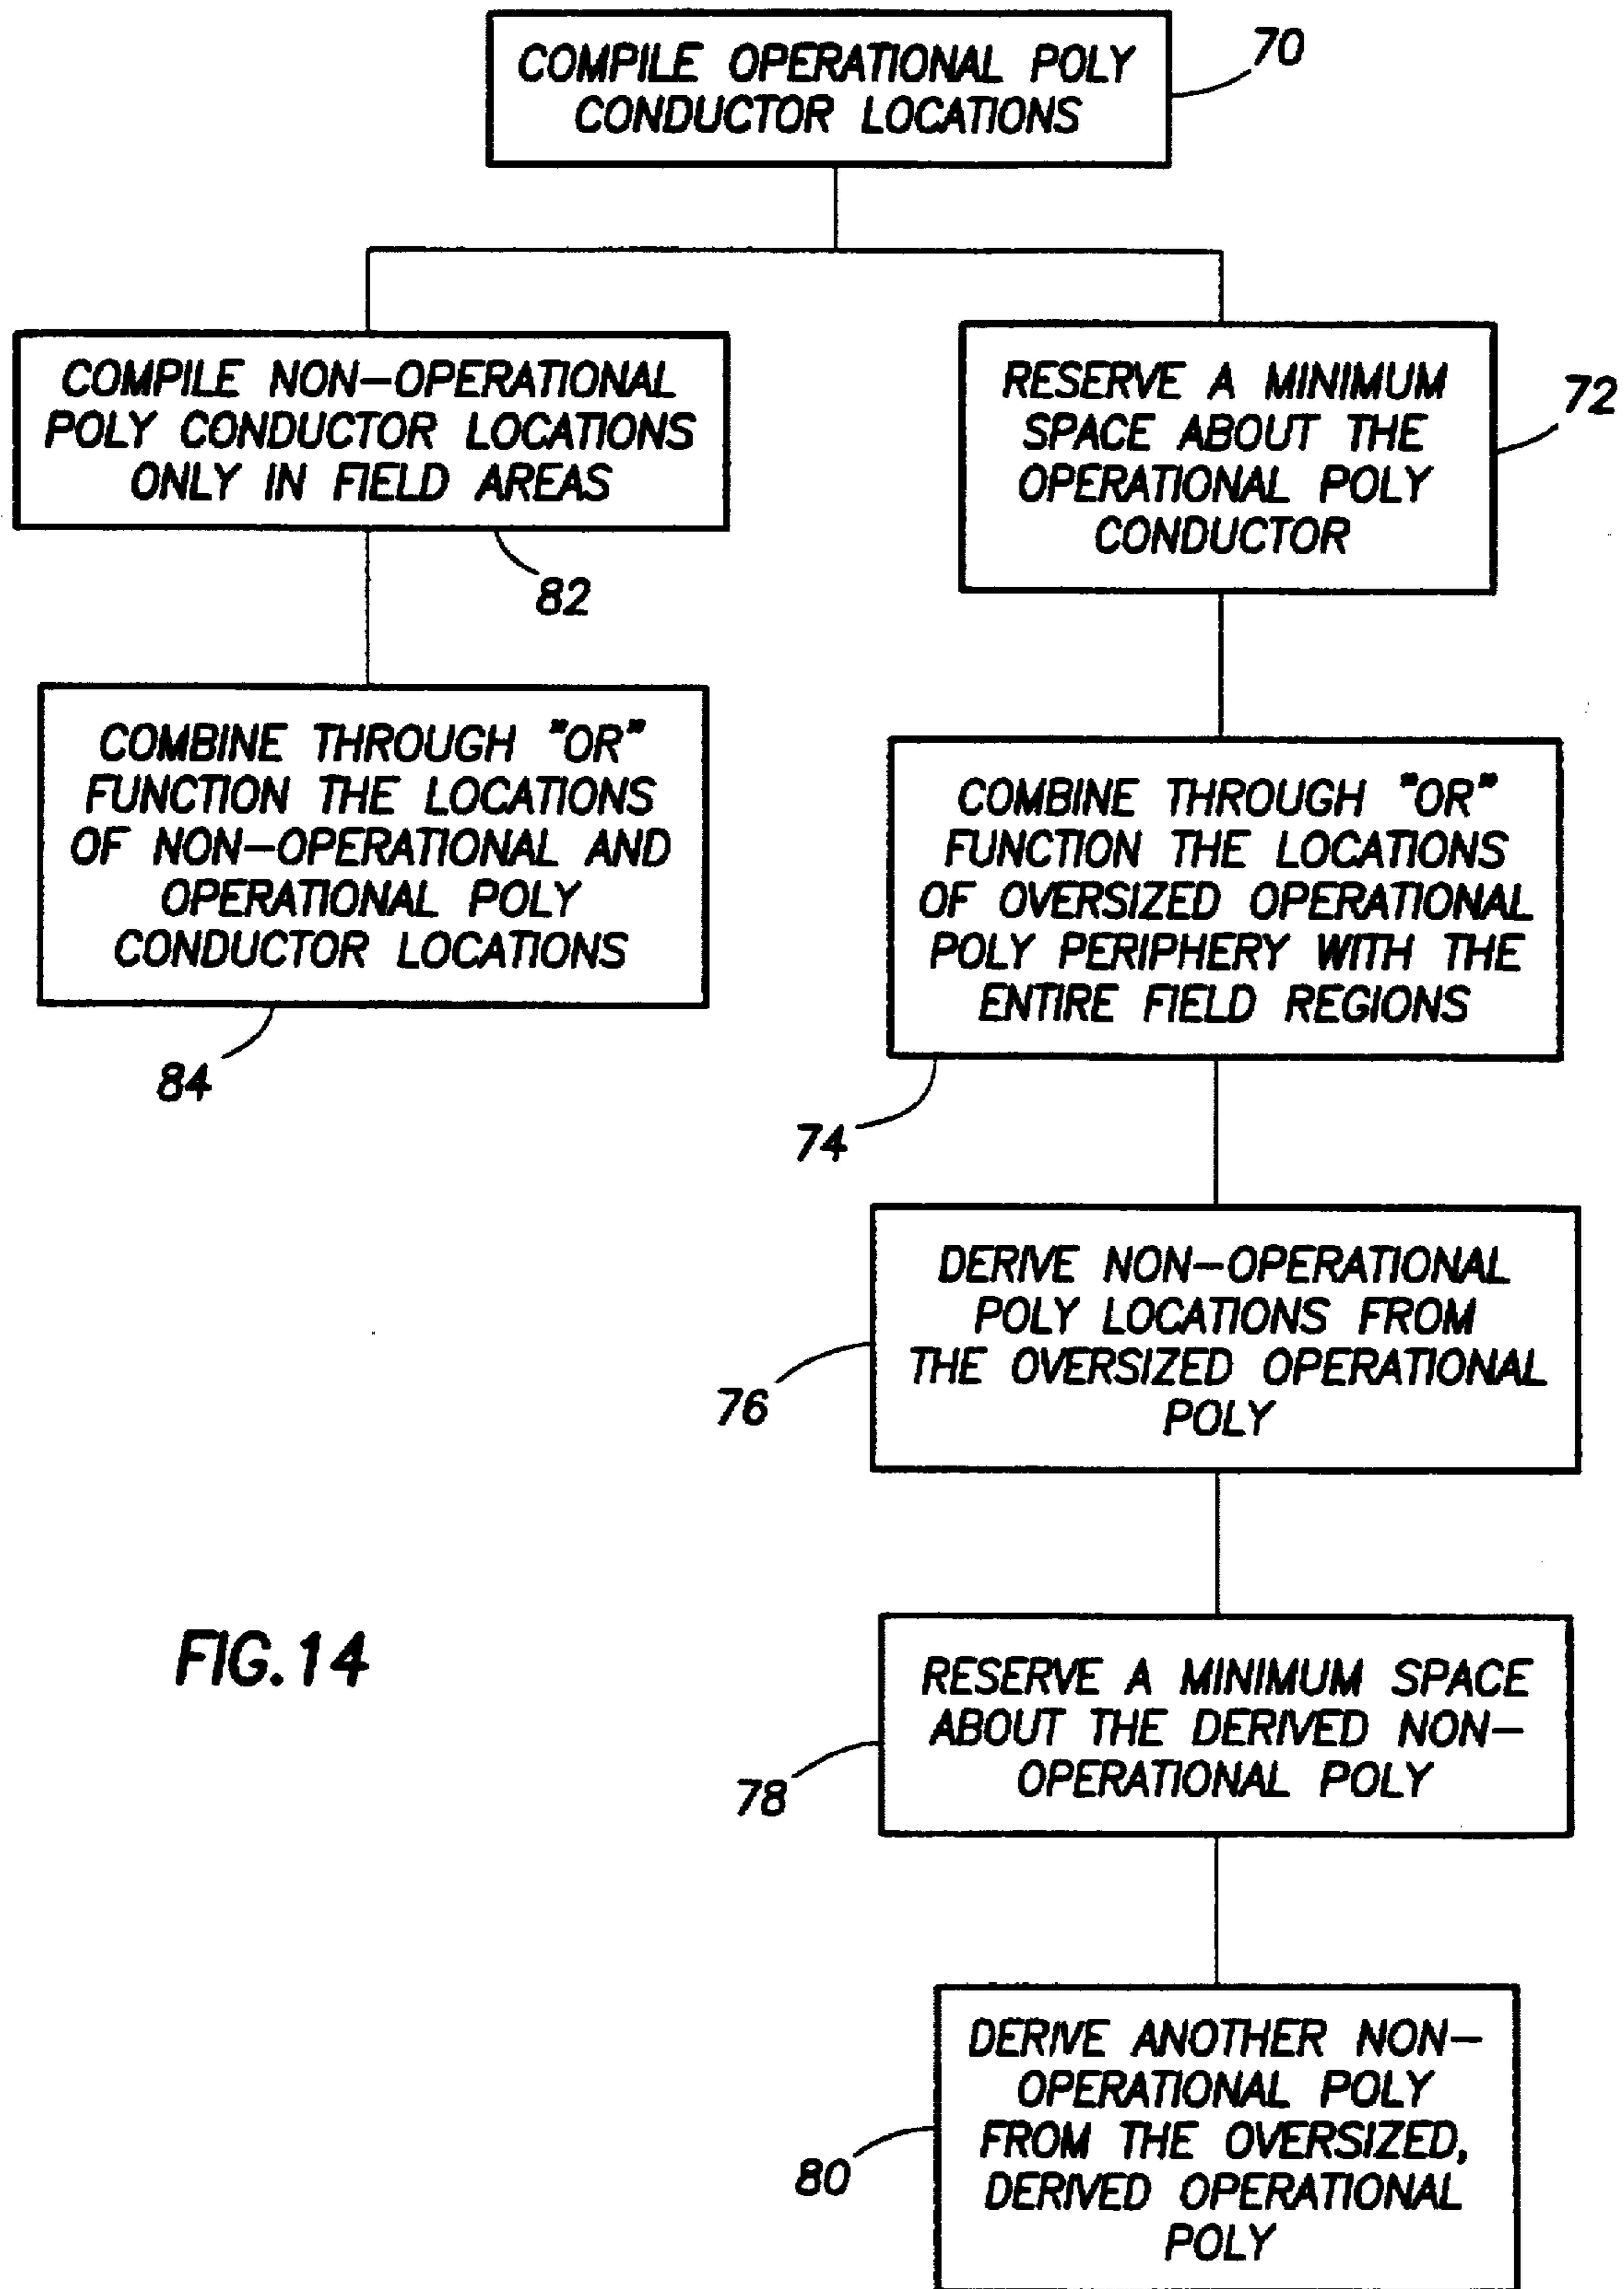 COMPILE OPERATIONAL POLY
CONDUCTOR LOCATIONS
70
COMPILE NON-OPERATIONAL
POLY CONDUCTOR LOCATIONS
ONLY IN FIELD AREAS
82
COMBINE THROUGH "OR"
FUNCTION THE LOCATIONS
OF NON-OPERATIONAL AND
OPERATIONAL POLY
CONDUCTOR LOCATIONS
84
RESERVE A MINIMUM
SPACE ABOUT THE
OPERATIONAL POLY
CONDUCTOR
72
COMBINE THROUGH "OR"
FUNCTION THE LOCATIONS
OF OVERSIZED OPERATIONAL
POLY PERIPHERY WITH THE
ENTIRE FIELD REGIONS
74
DERIVE NON-OPERATIONAL
POLY LOCATIONS FROM
THE OVERSIZED OPERATIONAL
POLY
76
RESERVE A MINIMUM SPACE
ABOUT THE DERIVED NON-
OPERATIONAL POLY
78
DERIVE ANOTHER NON-
OPERATIONAL POLY
FROM THE OVERSIZED,
DERIVED OPERATIONAL
POLY
80
FIG.14